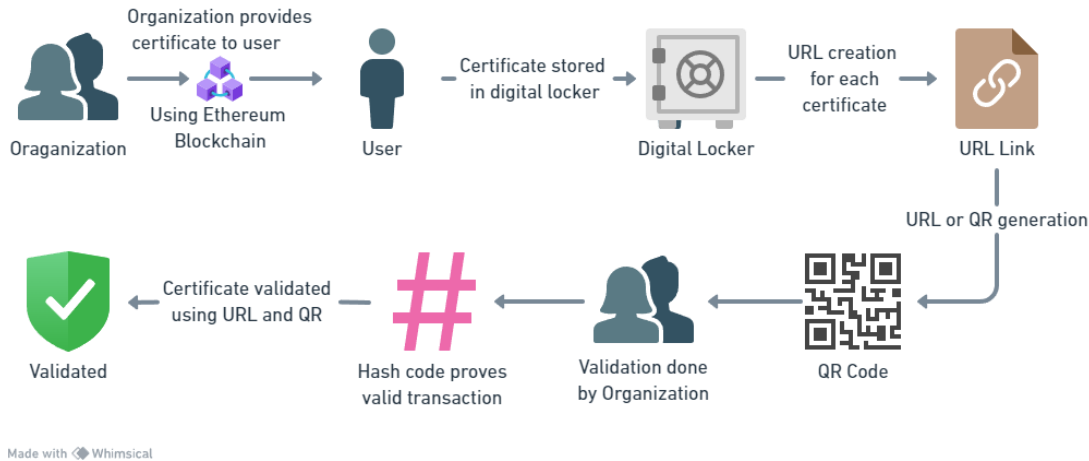 Organization provides
certificate to user
Using Ethereum
Blockchain
Oraganization
User
Certificate stored
in digital locker
Digital Locker
URL creation
for each
certificate
URL Link
URL or QR generation
QR Code
Validation done
by Organization
Hash code proves
valid transaction
Certificate validated
using URL and QR
Validated
Made with Whimsical